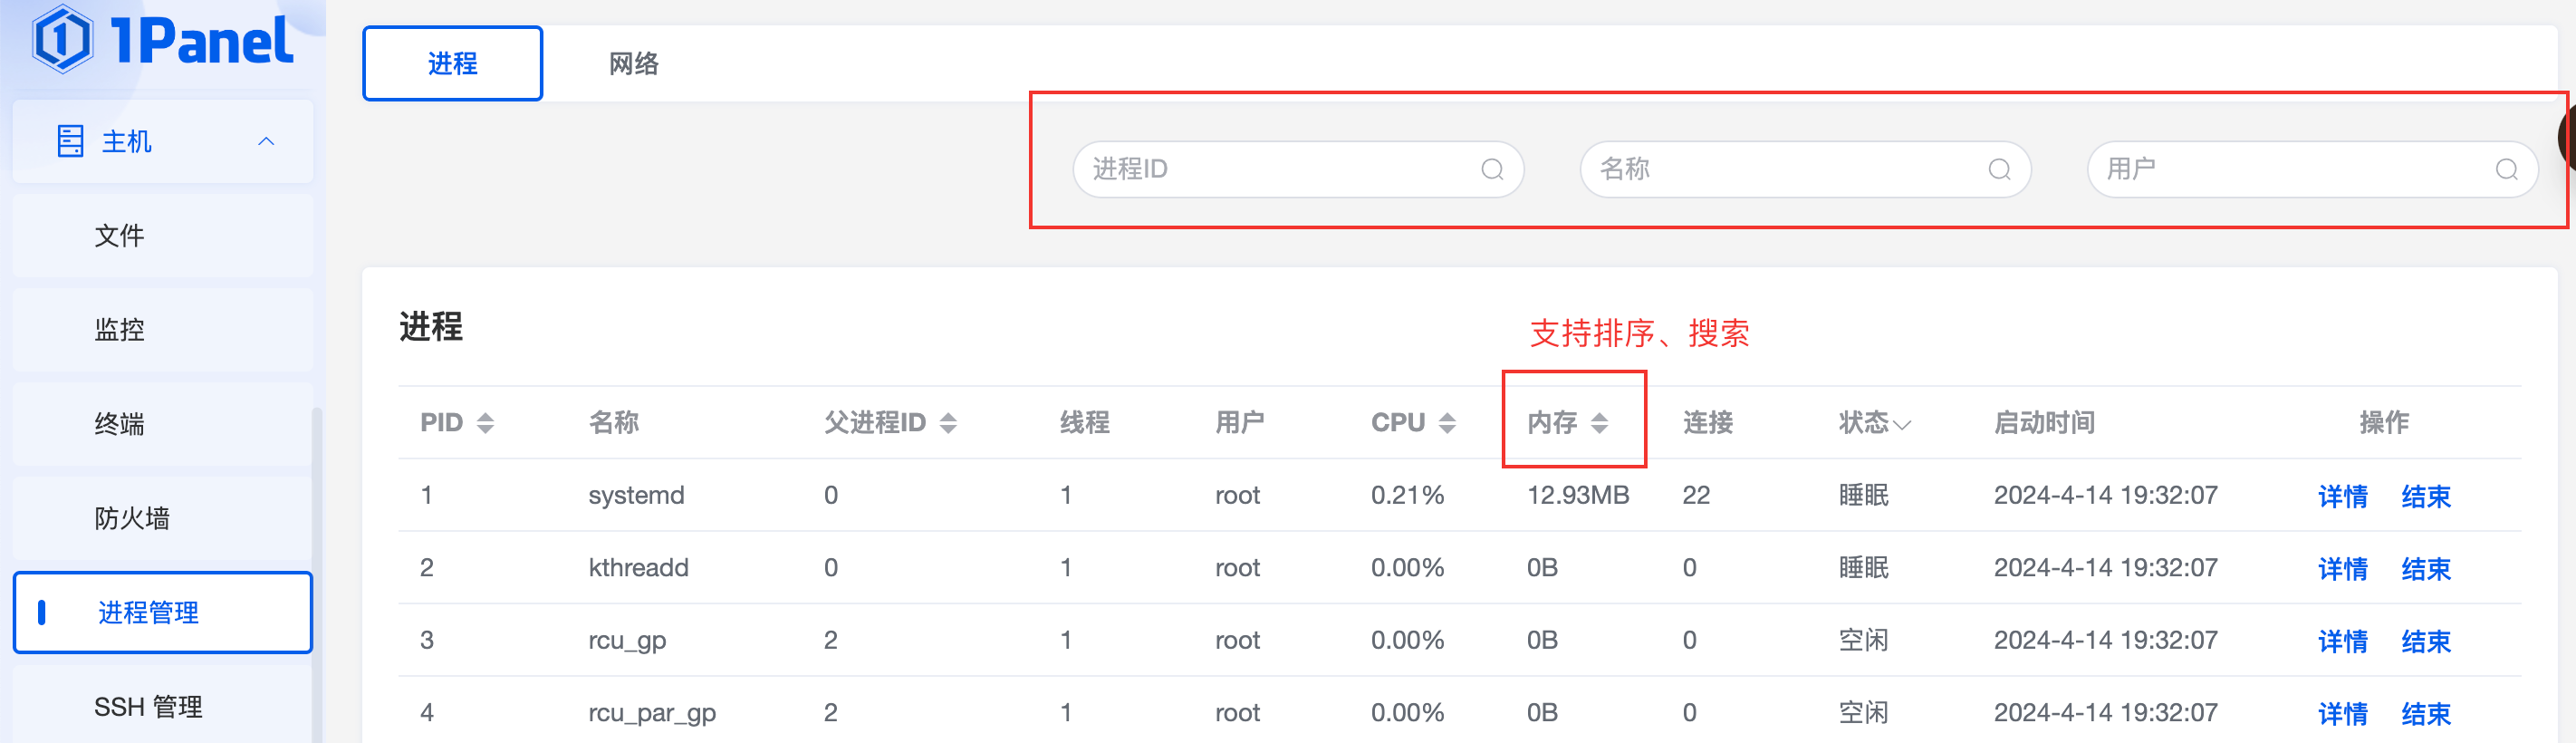 1Panel
主机
文件
监控
终端
防火墙
进程管理
SSH 管理
进程 网络
进程ID 名称 用户
进程
支持排序、搜索
PID 名称 父进程ID 线程 用户 CPU 内存 连接 状态 启动时间 操作
1 systemd 0 1 root 0.21% 12.93MB 22 睡眠 2024-4-14 19:32:07 详情 结束
2 kthreadd 0 1 root 0.00% 0B 0 睡眠 2024-4-14 19:32:07 详情 结束
3 rcu_gp 2 1 root 0.00% 0B 0 空闲 2024-4-14 19:32:07 详情 结束
4 rcu_par_gp 2 1 root 0.00% 0B 0 空闲 2024-4-14 19:32:07 详情 结束